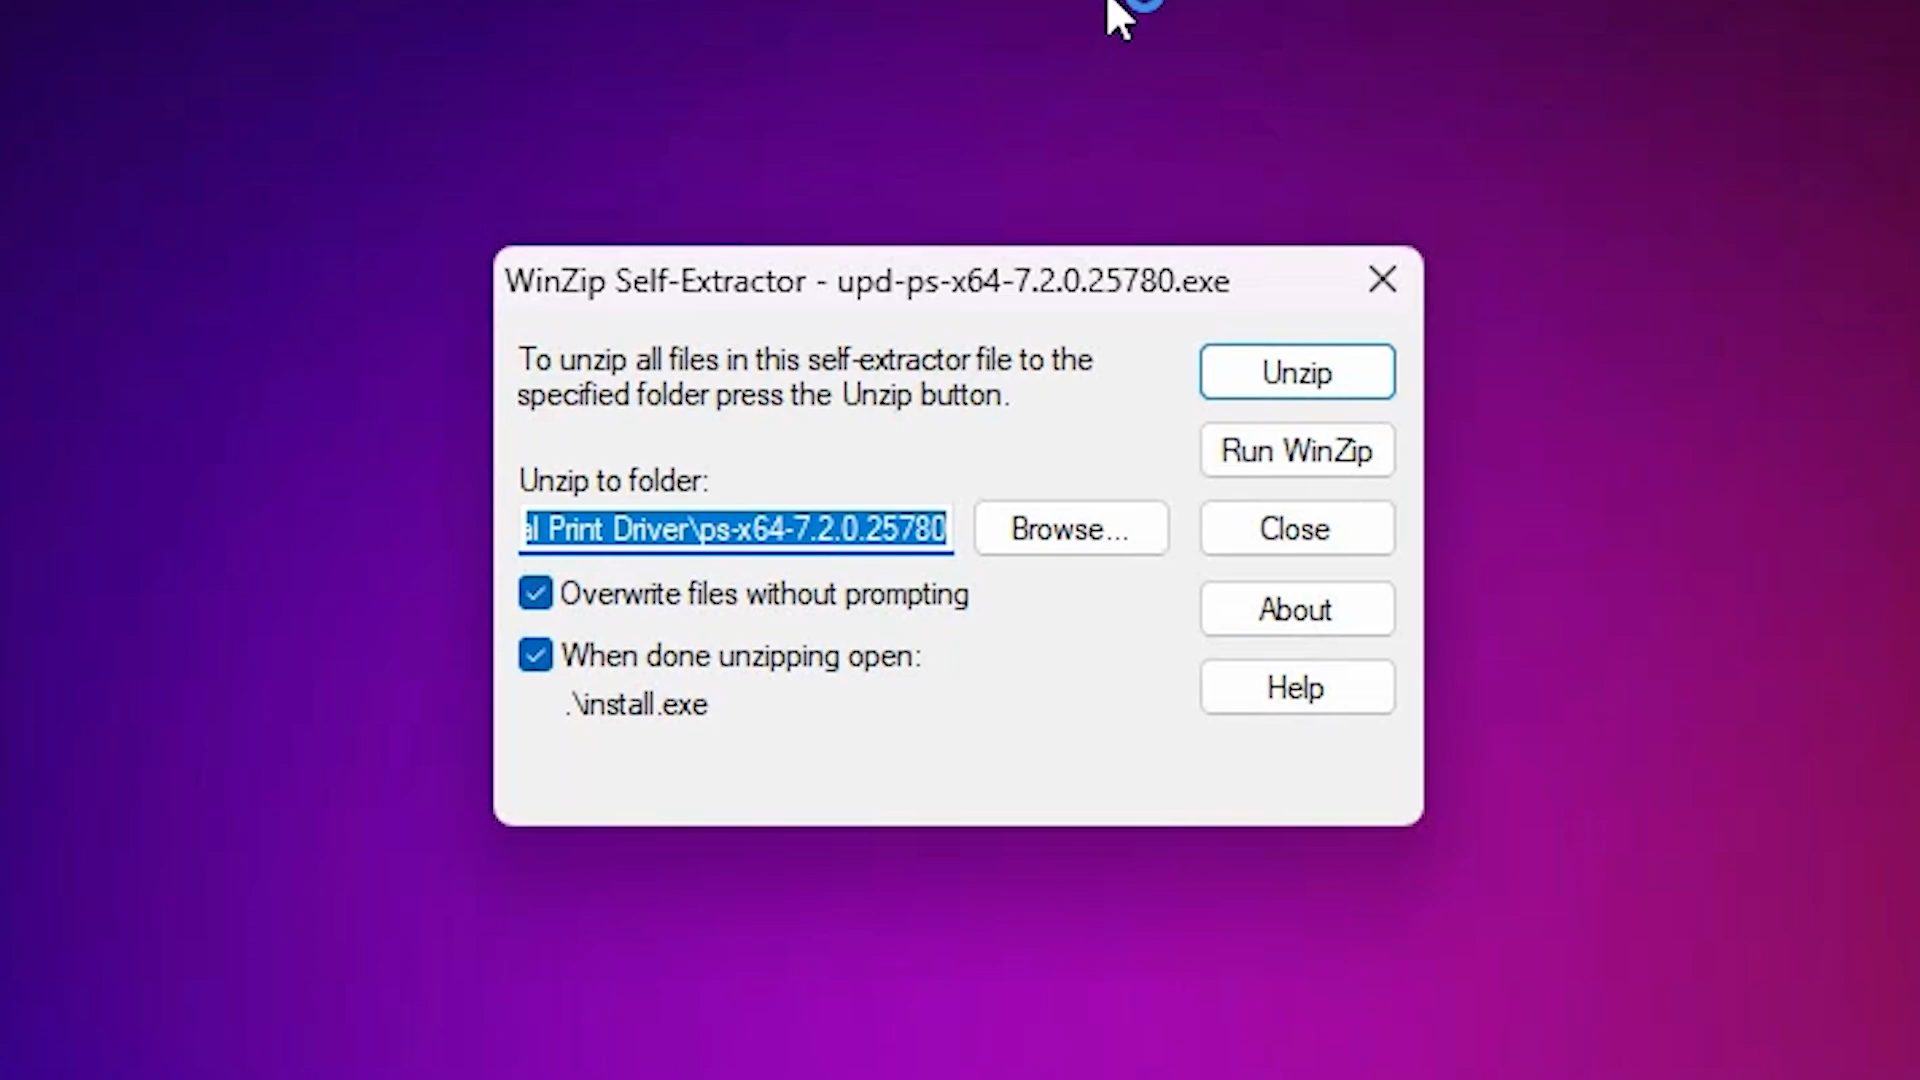 WinZip Self-Extractor - upd-ps-x64-7.2.0.25780.exe
To unzip all files in this self-extractor file to the
specified folder press the Unzip button.
Unzip
Run WinZip
Unzip to folder:
al Print Driver\ps-x64-7.2.0.25780
Browse...
Close
Overwrite files without prompting
About
When done unzipping open:
.\install.exe
Help